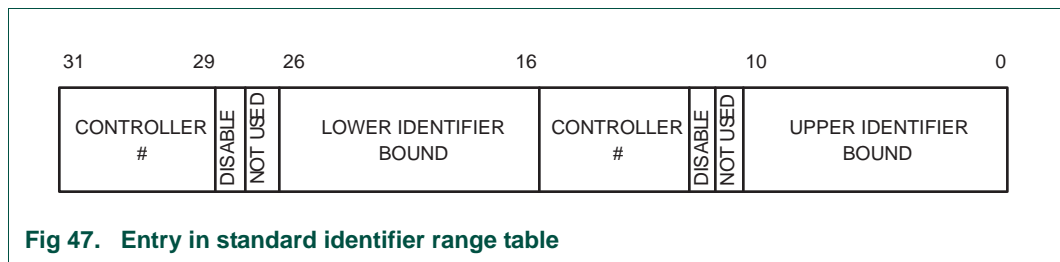 31 29 26 16 10 0
CONTROLLER
#
DISABLE
NOT USED
LOWER IDENTIFIER
BOUND
CONTROLLER
#
DISABLE
NOT USED
UPPER IDENTIFIER
BOUND
Fig 47. Entry in standard identifier range table